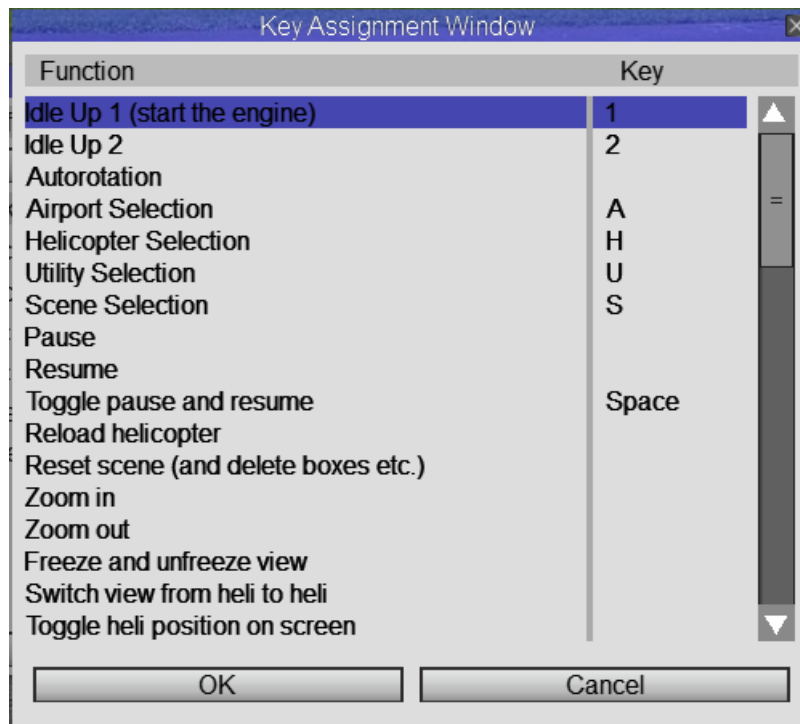 Key Assignment Window
Function Key
Idle Up 1 (start the engine) 1
Idle Up 2 2
Autorotation
Airport Selection A
Helicopter Selection H
Utility Selection U
Scene Selection S
Pause
Resume
Toggle pause and resume Space
Reload helicopter
Reset scene (and delete boxes etc.)
Zoom in
Zoom out
Freeze and unfreeze view
Switch view from heli to heli
Toggle heli position on screen
OK Cancel